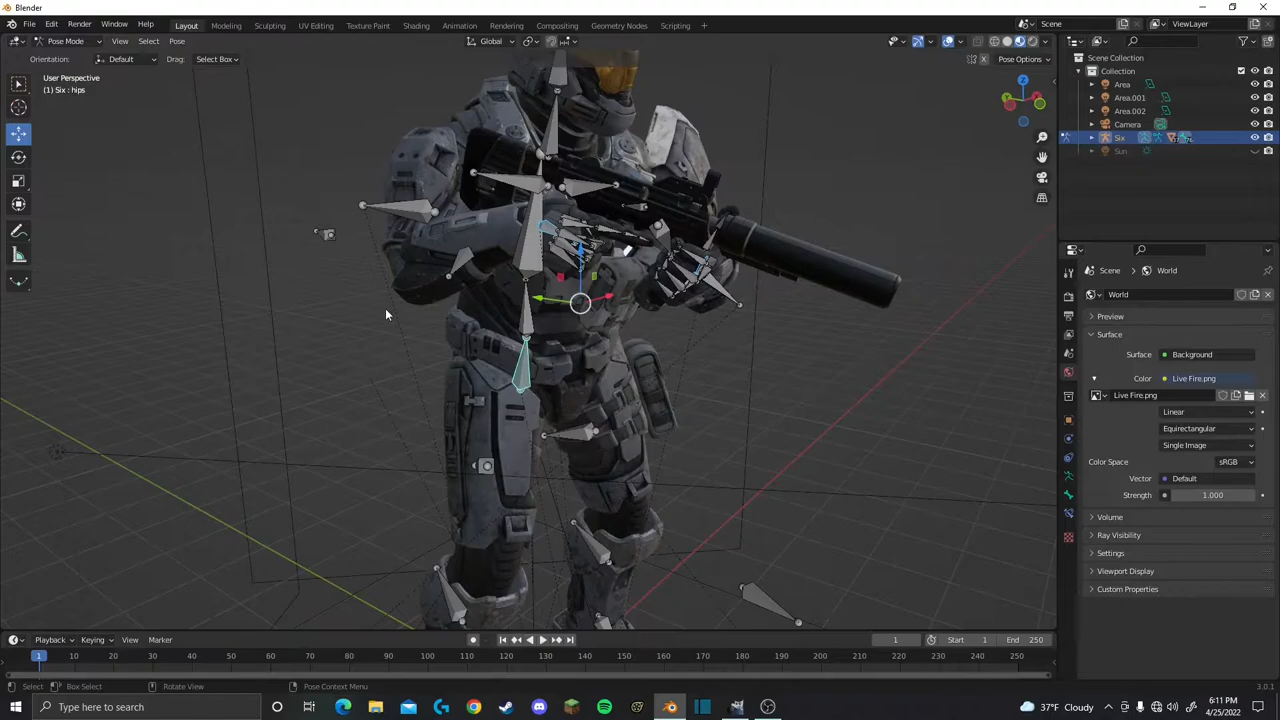 Blender
File Edit Render Window Help
Layout Modeling Sculpting UV Editing Texture Paint Shading Animation Rendering Compositing Geometry Nodes Scripting +
Scene
ViewLayer
Pose Mode View Select Pose
Global
Orientation: Default Drag: Select Box
X Pose Options
User Perspective
(1) Six : hips
Z
Scene Collection
Collection
Area
Area.001
Area.002
Camera
Six
Sun
Scene > World
World
Preview
Surface
Surface Background
Color Live Fire.png
Live Fire.png
Linear
Equirectangular
Single Image
Color Space sRGB
Vector Default
Strength 1.000
Volume
Ray Visibility
Settings
Viewport Display
Custom Properties
Playback Keying View Marker
1 Start 1 End 250
1 10 20 30 40 50 60 70 80 90 100 110 120 130 140 150 160 170 180 190 200 210 220 230 240 250
Select Box Select Rotate View Pose Context Menu
3.0.1
Type here to search
37°F Cloudy
6:11 PM
4/25/2022